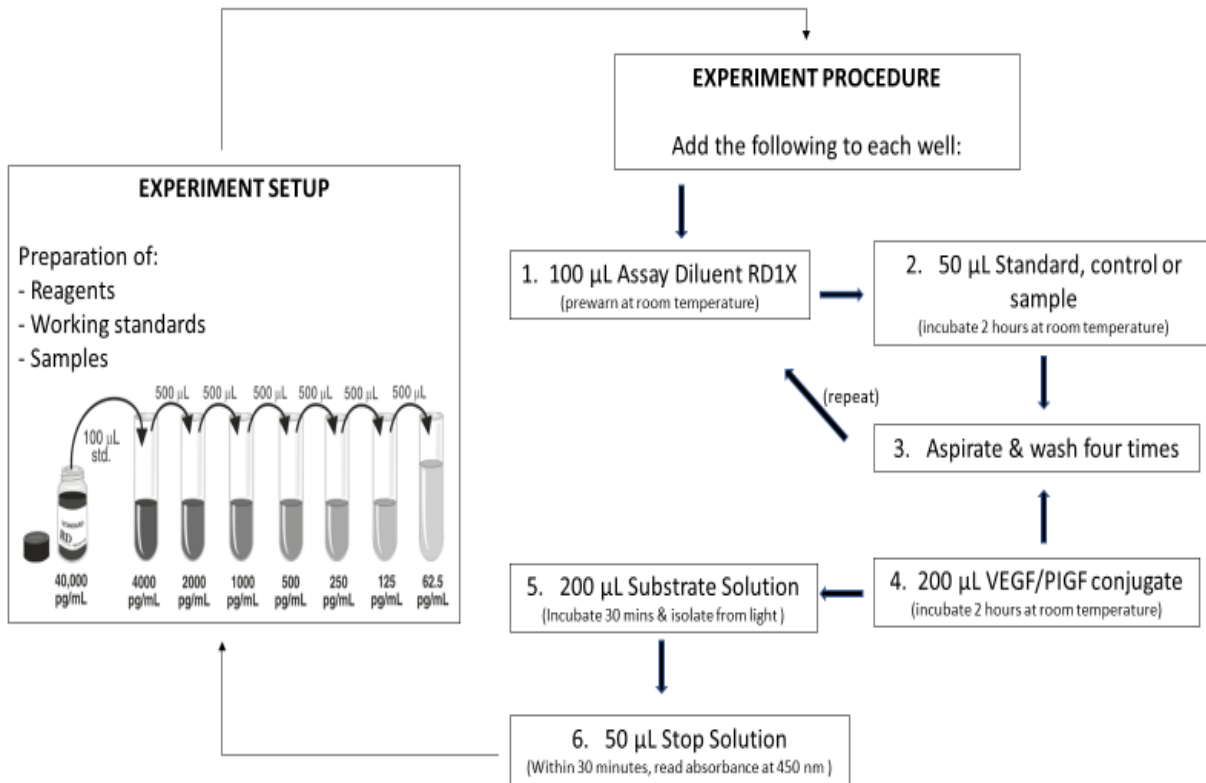 EXPERIMENT SETUP
Preparation of:
- Reagents
- Working standards
- Samples
500 µL 500 µL 500 µL 500 µL 500 µL 500 µL
100 µL
std.
STANDARD
RD
40,000 pg/mL
4000 pg/mL
2000 pg/mL
1000 pg/mL
500 pg/mL
250 pg/mL
125 pg/mL
62.5 pg/mL
EXPERIMENT PROCEDURE
Add the following to each well:
1. 100 µL Assay Diluent RD1X
(prewarn at room temperature)
2. 50 µL Standard, control or
sample
(incubate 2 hours at room temperature)
(repeat)
3. Aspirate & wash four times
4. 200 µL VEGF/PIGF conjugate
(incubate 2 hours at room temperature)
5. 200 µL Substrate Solution
(Incubate 30 mins & isolate from light )
6. 50 µL Stop Solution
(Within 30 minutes, read absorbance at 450 nm )